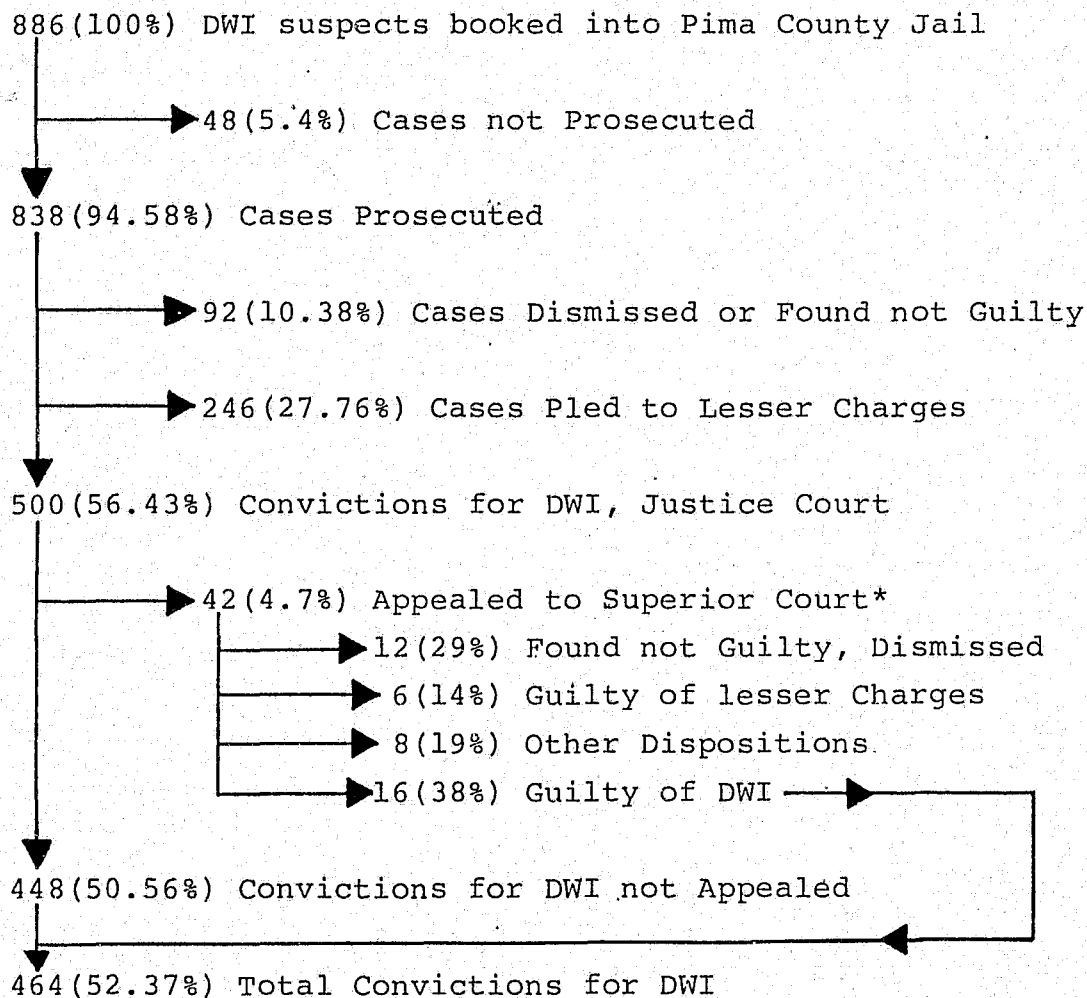 886(100%) DWI suspects booked into Pima County Jail
48(5.4%) Cases not Prosecuted
838(94.58%) Cases Prosecuted
92(10.38%) Cases Dismissed or Found not Guilty
246(27.76%) Cases Pled to Lesser Charges
500(56.43%) Convictions for DWI, Justice Court
42(4.7%) Appealed to Superior Court*
12(29%) Found not Guilty, Dismissed
6(14%) Guilty of lesser Charges
8(19%) Other Dispositions
16(38%) Guilty of DWI
448(50.56%) Convictions for DWI not Appealed
464(52.37%) Total Convictions for DWI